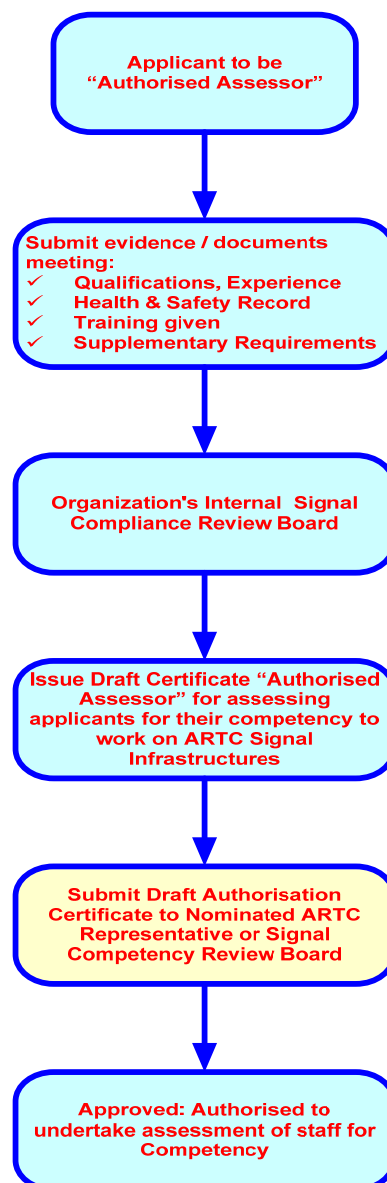 Applicant to be
“Authorised Assessor”
Submit evidence / documents
meeting:
✓ Qualifications, Experience
✓ Health & Safety Record
✓ Training given
✓ Supplementary Requirements
Organization's Internal Signal
Compliance Review Board
Issue Draft Certificate “Authorised
Assessor” for assessing
applicants for their competency to
work on ARTC Signal
Infrastructures
Submit Draft Authorisation
Certificate to Nominated ARTC
Representative or Signal
Competency Review Board
Approved: Authorised to
undertake assessment of staff for
Competency